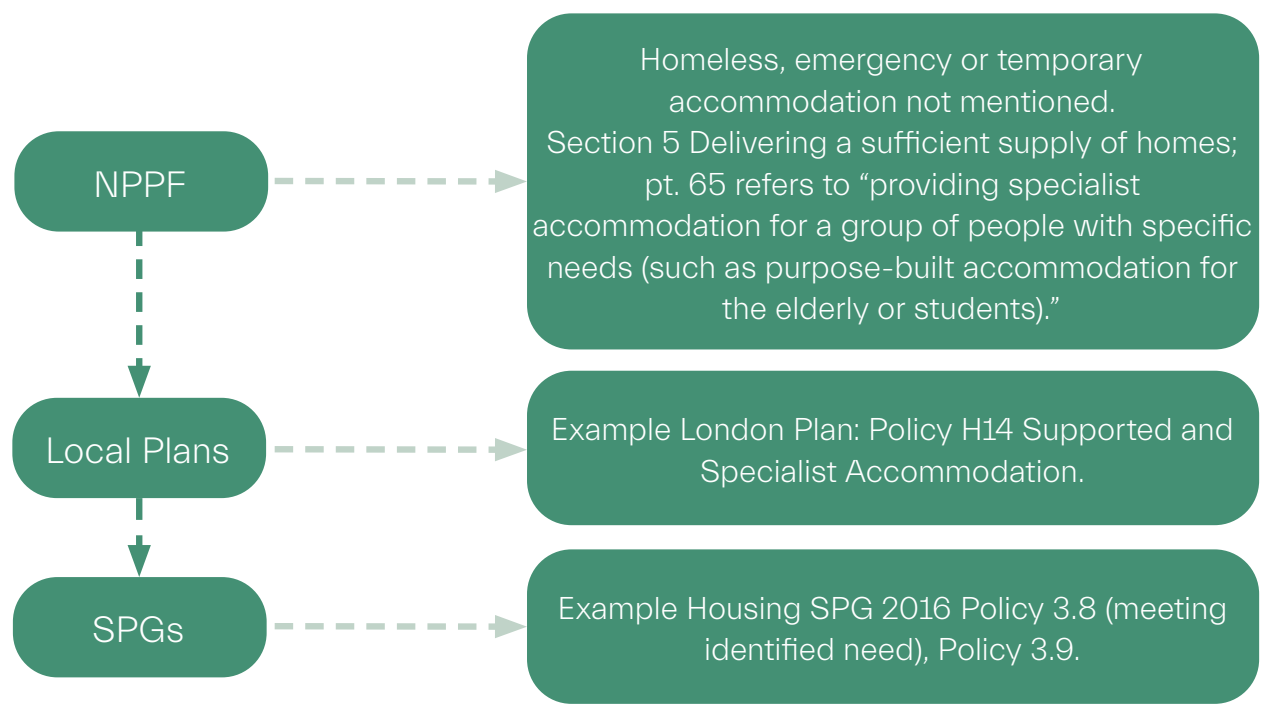 NPPF
Homeless, emergency or temporary
accommodation not mentioned.
Section 5 Delivering a sufficient supply of homes;
pt. 65 refers to “providing specialist
accommodation for a group of people with specific
needs (such as purpose-built accommodation for
the elderly or students).”
Local Plans
Example London Plan: Policy H14 Supported and
Specialist Accommodation.
SPGs
Example Housing SPG 2016 Policy 3.8 (meeting
identified need), Policy 3.9.